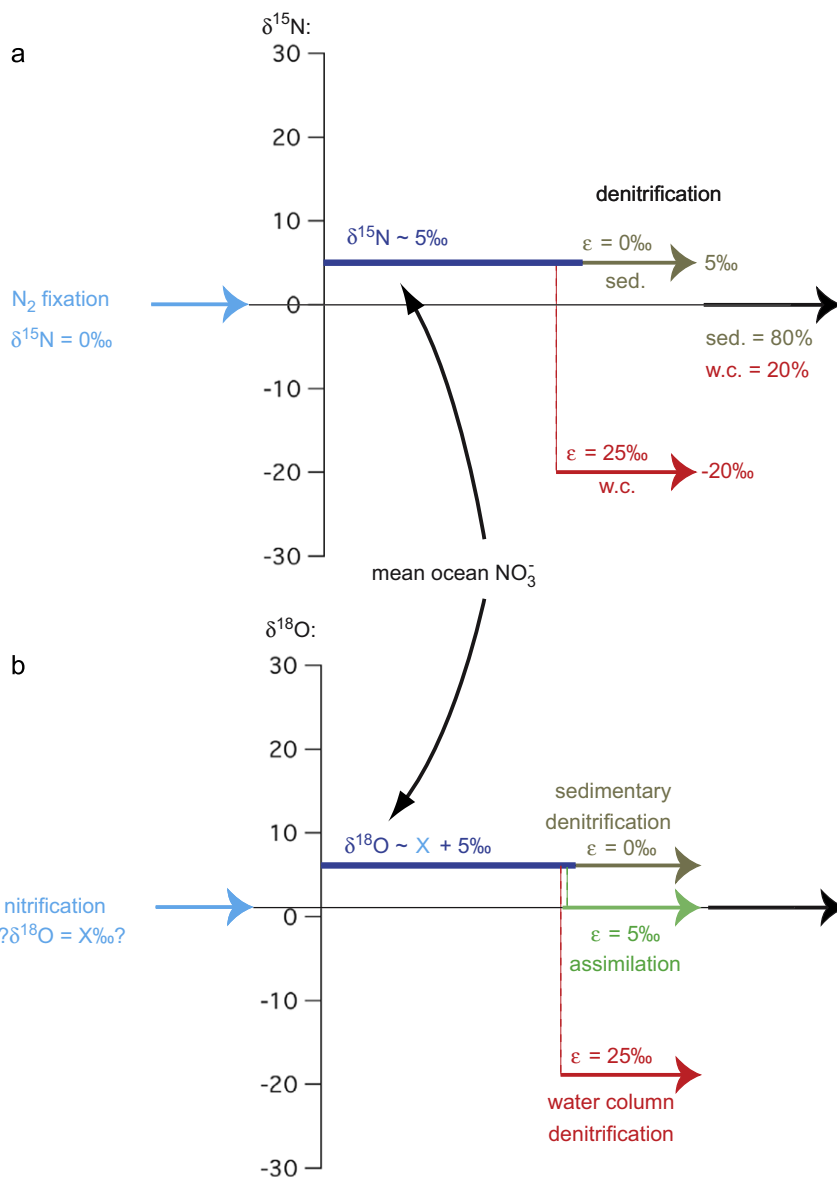 a
δ¹⁵N:
30
20
10
0
-10
-20
-30
denitrification
δ¹⁵N ~ 5‰
ε = 0‰
sed.
5‰
N₂ fixation
δ¹⁵N = 0‰
sed. = 80%
w.c. = 20%
ε = 25‰
w.c.
-20‰
mean ocean NO₃⁻
b
δ¹⁸O:
30
20
10
0
-10
-20
-30
sedimentary
denitrification
ε = 0‰
δ¹⁸O ~ X + 5‰
nitrification
?δ¹⁸O = X‰?
ε = 5‰
assimilation
ε = 25‰
water column
denitrification